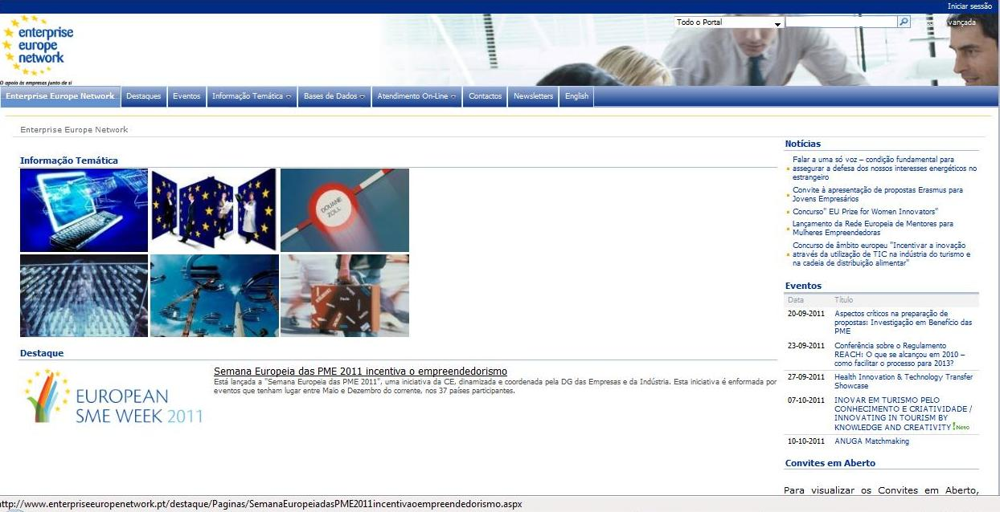 Iniciar sessão
Todo o Portal
vançada
enterprise
europe
network
O apoio às empresas junto de si
Enterprise Europe Network
Destaques
Eventos
Informação Temática
Bases de Dados
Atendimento On-Line
Contactos
Newsletters
English
Enterprise Europe Network
Informação Temática
DOUANE
ZOLL
Destaque
EUROPEAN
SME WEEK 2011
Semana Europeia das PME 2011 incentiva o empreendedorismo
Está lançada a "Semana Europeia das PME 2011", uma iniciativa da CE, dinamizada e coordenada pela DG das Empresas e da Indústria. Esta iniciativa é enformada por
eventos que tenham lugar entre Maio e Dezembro do corrente, nos 37 países participantes.
Notícias
Falar a uma só voz – condição fundamental para
assegurar a defesa dos nossos interesses energéticos no
estrangeiro
Convite à apresentação de propostas Erasmus para
Jovens Empresários
Concurso" EU Prize for Women Innovators"
Lançamento da Rede Europeia de Mentores para
Mulheres Empreendedoras
Concurso de âmbito europeu "Incentivar a inovação
através da utilização de TIC na indústria do turismo e
na cadeia de distribuição alimentar"
Eventos
Data Título
20-09-2011 Aspectos críticos na preparação de
propostas: Investigação em Benefício das
PME
23-09-2011 Conferência sobre o Regulamento
REACH: O que se alcançou em 2010 –
como facilitar o processo para 2013?
27-09-2011 Health Innovation & Technology Transfer
Showcase
07-10-2011 INOVAR EM TURISMO PELO
CONHECIMENTO E CRIATIVIDADE /
INNOVATING IN TOURISM BY
KNOWLEDGE AND CREATIVITY ! Novo
10-10-2011 ANUGA Matchmaking
Convites em Aberto
Para visualizar os Convites em Aberto,
ttp://www.enterpriseeuropenetwork.pt/destaque/Paginas/SemanaEuropeiadasPME2011incentivaoempreendedorismo.aspx